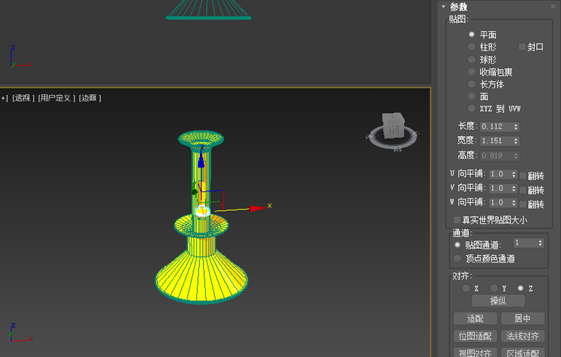 参数
贴图:
平面
柱形 封口
球形
收缩包裹
长方体
面
XYZ 到 UVW
长度: 0.112
宽度: 1.151
高度: 0.819
U 向平铺: 1.0 翻转
V 向平铺: 1.0 翻转
W 向平铺: 1.0 翻转
真实世界贴图大小
通道:
贴图通道: 1
顶点颜色通道
对齐:
X Y Z
操纵
适配 居中
位图适配 法线对齐
视图对齐 区域适配
z
y
+] [透视] [用户定义] [边面]
z
x
z
x